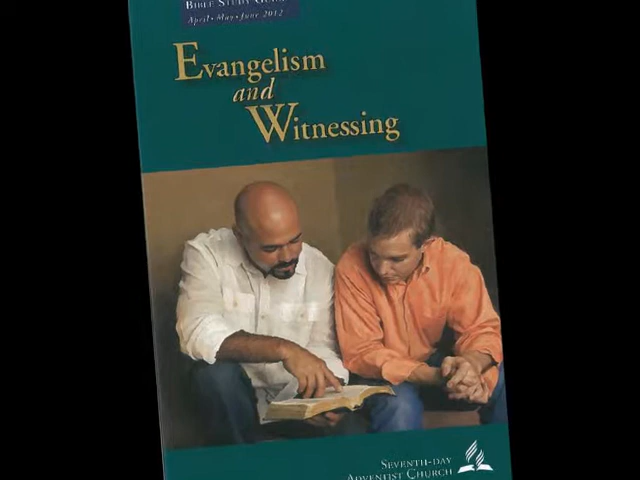 BIBLE STUDY GUIDE
April • May • June 2012
Evangelism
and
Witnessing
SEVENTH-DAY
ADVENTIST CHURCH